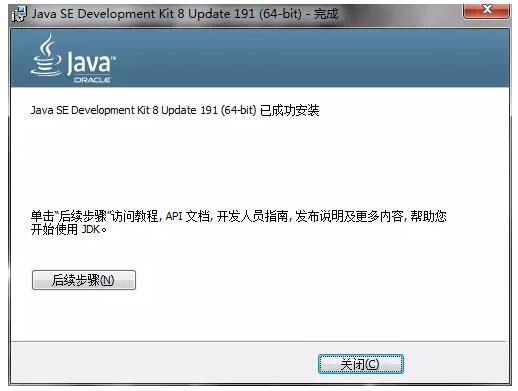 Java SE Development Kit 8 Update 191 (64-bit) - 完成
Java™
ORACLE
Java SE Development Kit 8 Update 191 (64-bit) 已成功安装
单击“后续步骤”访问教程, API 文档, 开发人员指南, 发布说明及更多内容, 帮助您
开始使用 JDK。
后续步骤(N)
关闭(C)